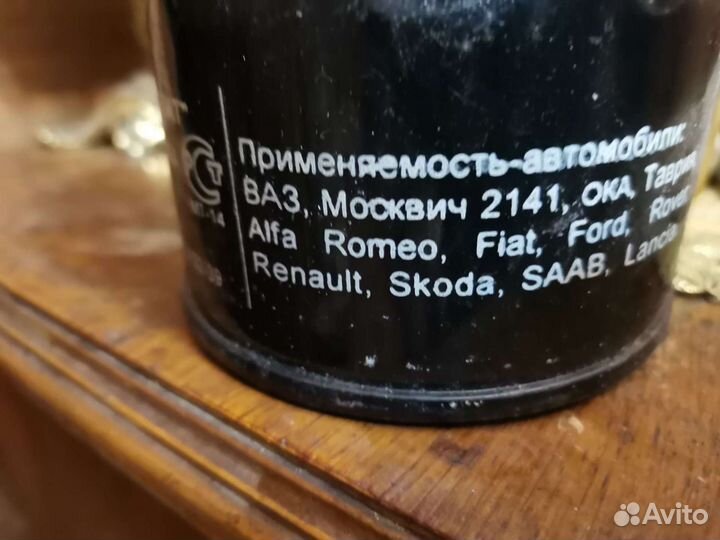 Применяемость-автомобили:
ВАЗ, Москвич 2141, ОКА, Таврия,
Alfa Romeo, Fiat, Ford, Rover,
Renault, Skoda, SAAB, Lancia
Avito